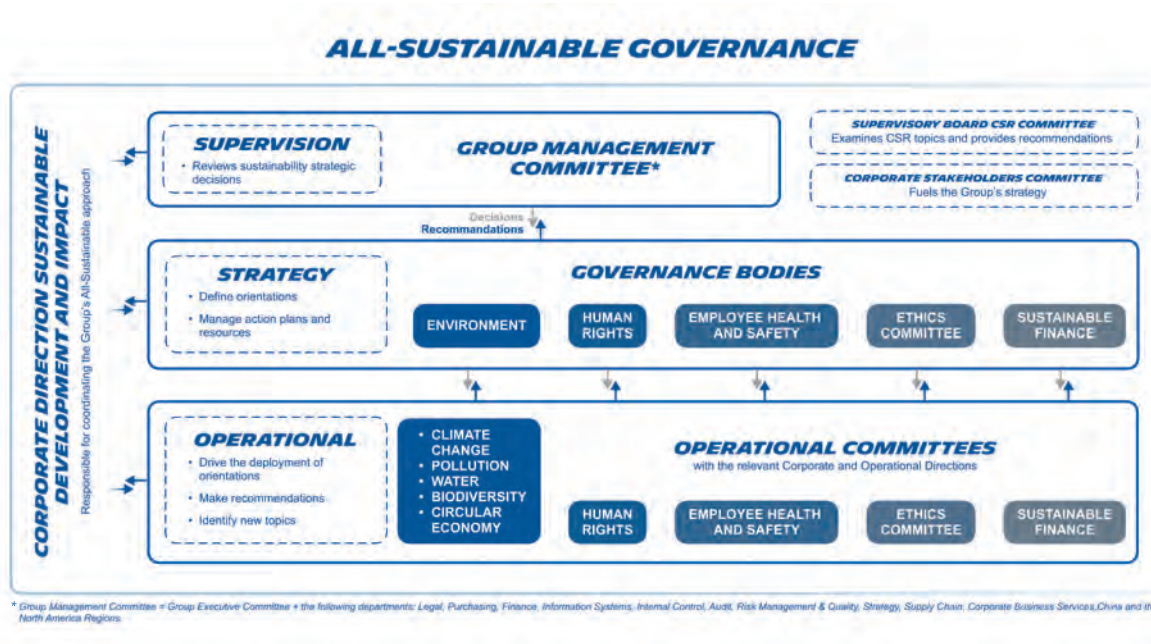 ALL-SUSTAINABLE GOVERNANCE
CORPORATE DIRECTION SUSTAINABLE
DEVELOPMENT AND IMPACT
Responsible for coordinating the Group's All-Sustainable approach
SUPERVISION
• Reviews sustainability strategic
decisions
GROUP MANAGEMENT
COMMITTEE*
SUPERVISORY BOARD CSR COMMITTEE
Examines CSR topics and provides recommendations
CORPORATE STAKEHOLDERS COMMITTEE
Fuels the Group's strategy
Decisions
Recommandations
STRATEGY
• Define orientations
• Manage action plans and
resources
GOVERNANCE BODIES
ENVIRONMENT
HUMAN
RIGHTS
EMPLOYEE HEALTH
AND SAFETY
ETHICS
COMMITTEE
SUSTAINABLE
FINANCE
OPERATIONAL
• Drive the deployment of
orientations
• Make recommendations
• Identify new topics
• CLIMATE
CHANGE
• POLLUTION
• WATER
• BIODIVERSITY
• CIRCULAR
ECONOMY
OPERATIONAL COMMITTEES
with the relevant Corporate and Operational Directions
HUMAN
RIGHTS
EMPLOYEE HEALTH
AND SAFETY
ETHICS
COMMITTEE
SUSTAINABLE
FINANCE
* Group Management Committee = Group Executive Committee + the following departments: Legal, Purchasing, Finance, Information Systems, Internal Control, Audit, Risk Management & Quality, Strategy, Supply Chain, Corporate Business Services,China and th
North America Regions.